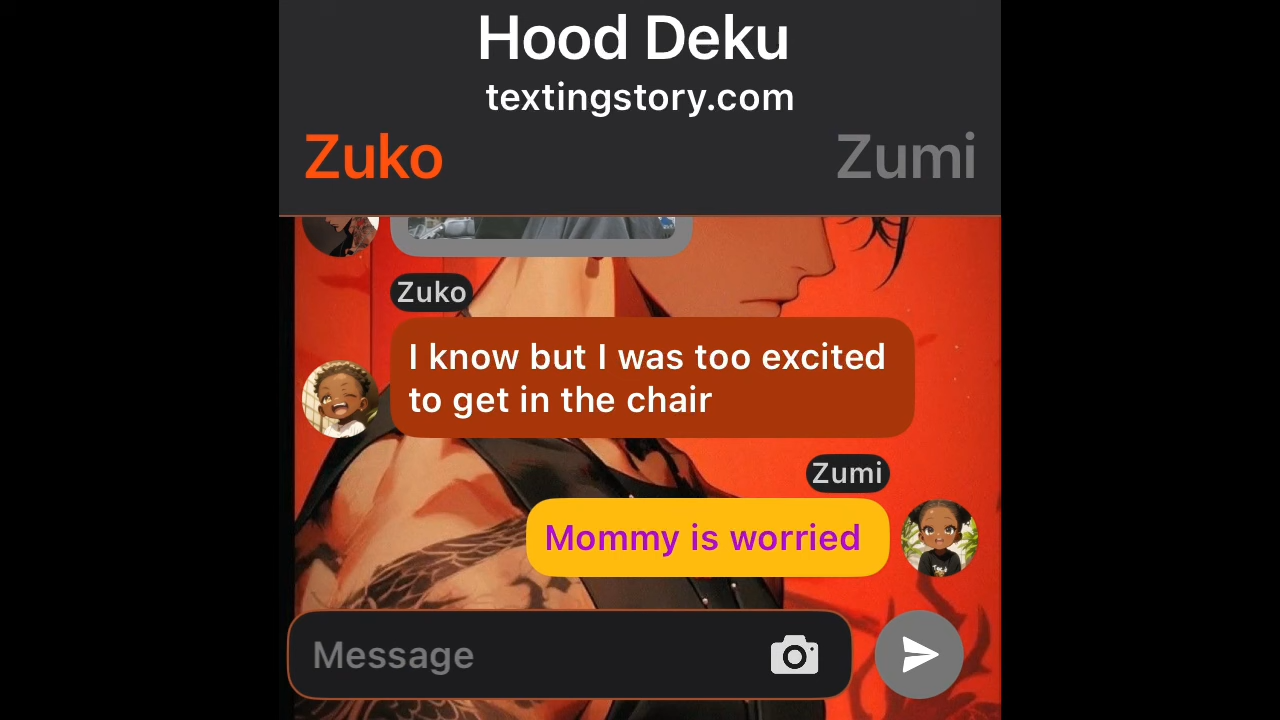 Hood Deku
textingstory.com
Zuko
Zumi
Zuko
I know but I was too excited
to get in the chair
Zumi
Mommy is worried
Message